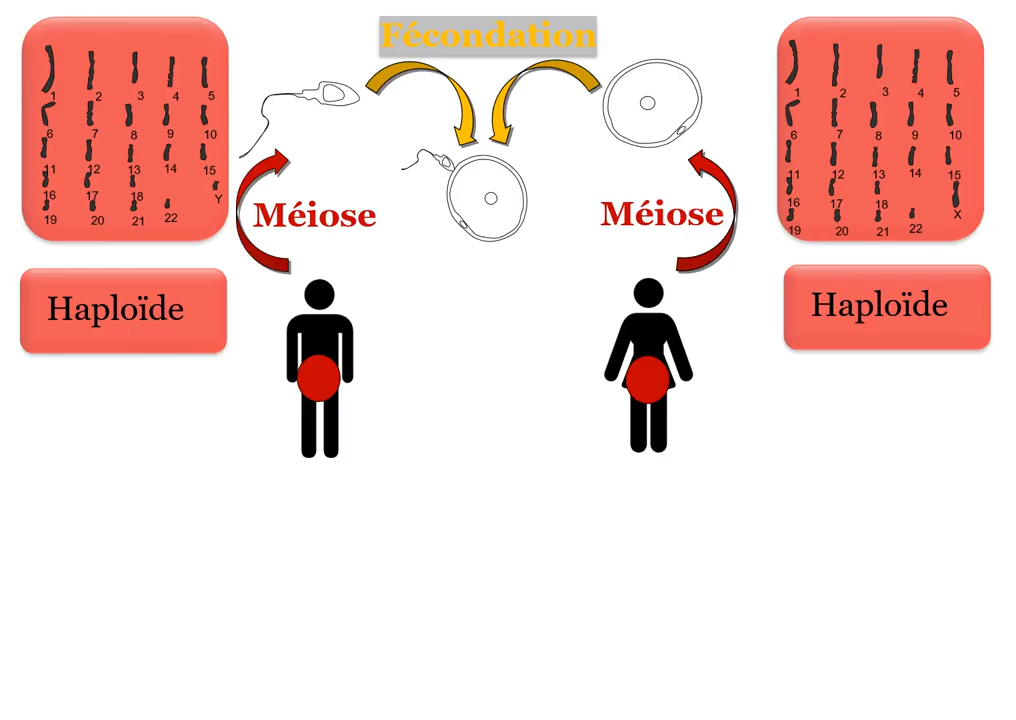 Fécondation
1 2 3 4 5
6 7 8 9 10
11 12 13 14 15
16 17 18 Y
19 20 21 22
Haploïde
Méiose
Méiose
1 2 3 4 5
6 7 8 9 10
11 12 13 14 15
16 17 18 X
19 20 21 22
Haploïde